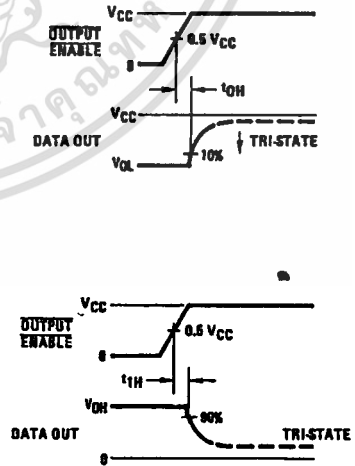 VCC
OUTPUT
ENABLE
0.5 VCC
0
tOH
VCC
DATA OUT
TRI-STATE
10%
VOL
VCC
OUTPUT
ENABLE
0.5 VCC
0
t1H
VOH
90%
DATA OUT
TRI-STATE
0